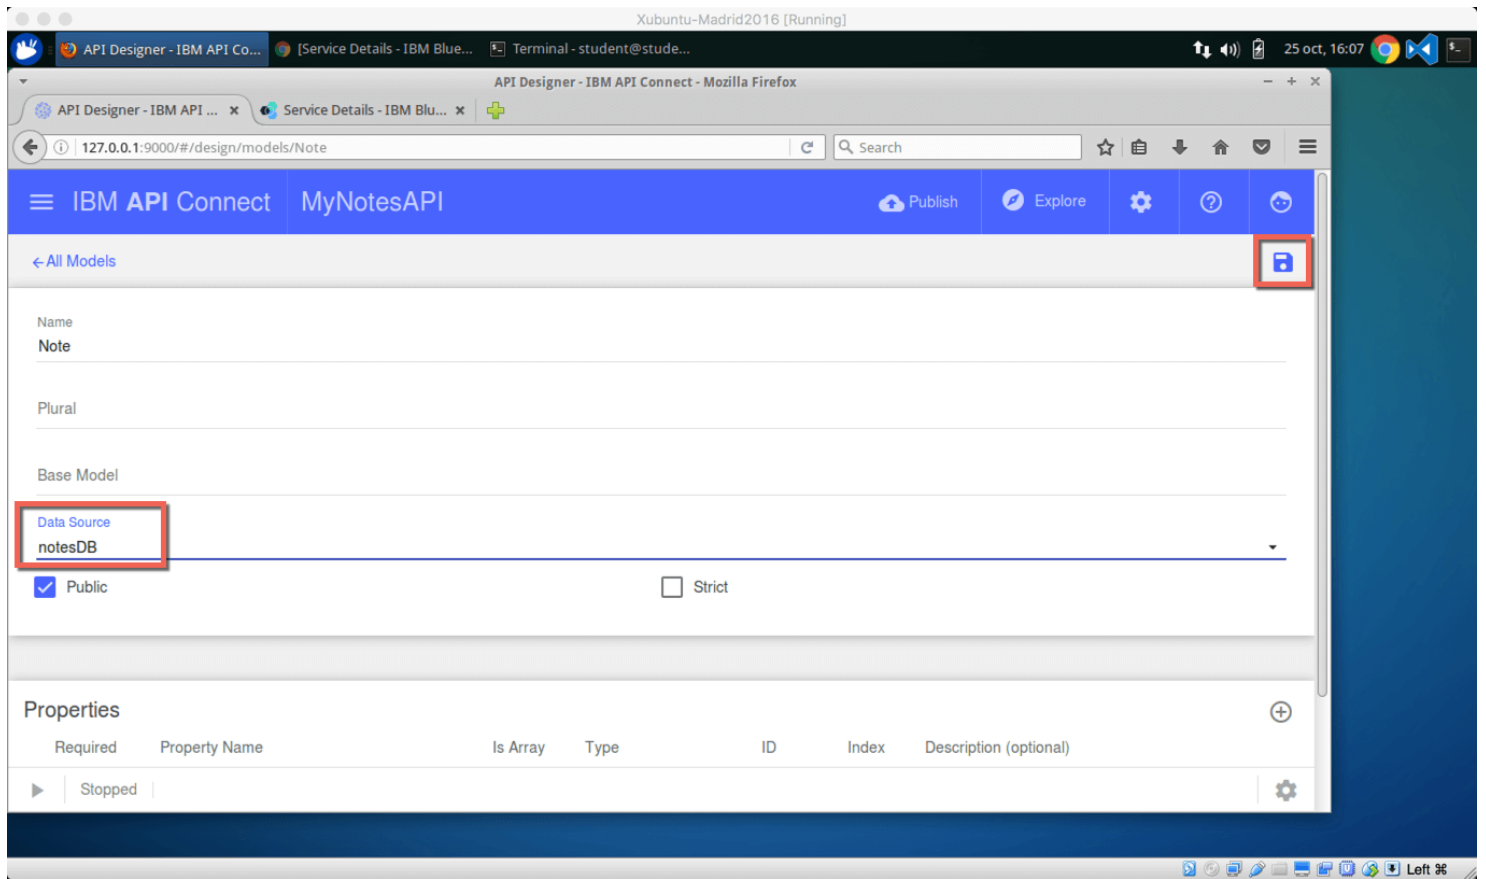 Xubuntu-Madrid2016 [Running]
API Designer - IBM API Co... [Service Details - IBM Blue... Terminal - student@stude... 25 oct, 16:07
API Designer - IBM API Connect - Mozilla Firefox
API Designer - IBM API ... Service Details - IBM Blu...
127.0.0.1:9000/#/design/models/Note Search
IBM API Connect MyNotesAPI Publish Explore
All Models
Name
Note
Plural
Base Model
Data Source
notesDB
Public Strict
Properties
Required Property Name Is Array Type ID Index Description (optional)
Stopped
Left ⌘